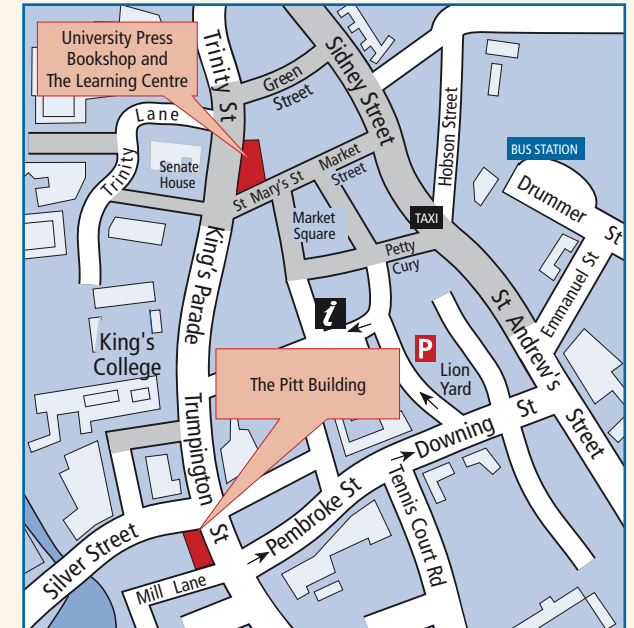 University Press
Bookshop and
The Learning Centre
Trinity St
Green
Street
Sidney Street
Hobson Street
BUS STATION
Drummer St
Emmanuel St
Trinity Lane
Senate
House
St Mary's St
Market
Street
Market
Square
TAXI
Petty
Cury
St Andrew's Street
King's Parade
i
P
Lion
Yard
King's
College
The Pitt Building
Trumpington St
Downing St
Pembroke St
Tennis Court Rd
Silver Street
Mill Lane